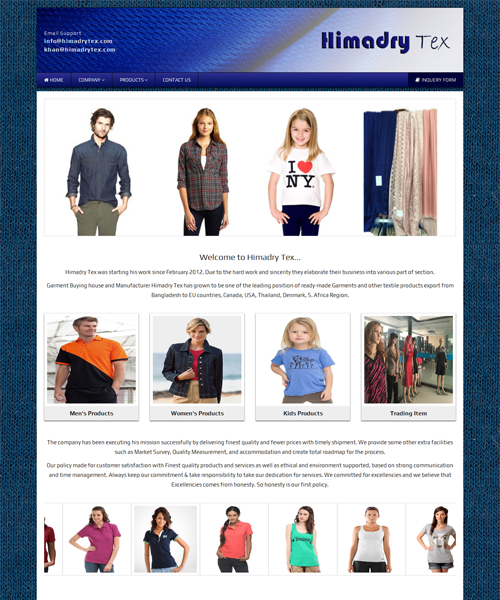 Email Support
info@himadrytex.com
khan@himadrytex.com
Himadry Tex
HOME COMPANY PRODUCTS CONTACT US INQUERY FORM
I ❤ NY.
Welcome to Himadry Tex...
Himadry Tex was starting his work since February 2012. Due to the hard work and sincerity they elaborate their business into various part of section.
Garment Buying house and Manufacturer Himadry Tex has grown to be one of the leading position of ready-made Garments and other textile products export from
Bangladesh to EU countries, Canada, USA, Thailand, Denmark, S. Africa Region.
Men's Products Women's Products Kids Products Trading Item
The company has been executing his mission successfully by delivering finest quality and fewer prices with timely shipment. We provide some other extra facilities
such as Market Survey, Quality Measurement, and accommodation and create total roadmap for the process.
Our policy made for customer satisfaction with Finest quality products and services as well as ethical and environment supported, based on strong communication
and time management. Always keep our commitment & take responsibility to take our dedication for services. We committed for excellencies and we believe that
Excellencies comes from honesty. So honesty is our first policy.